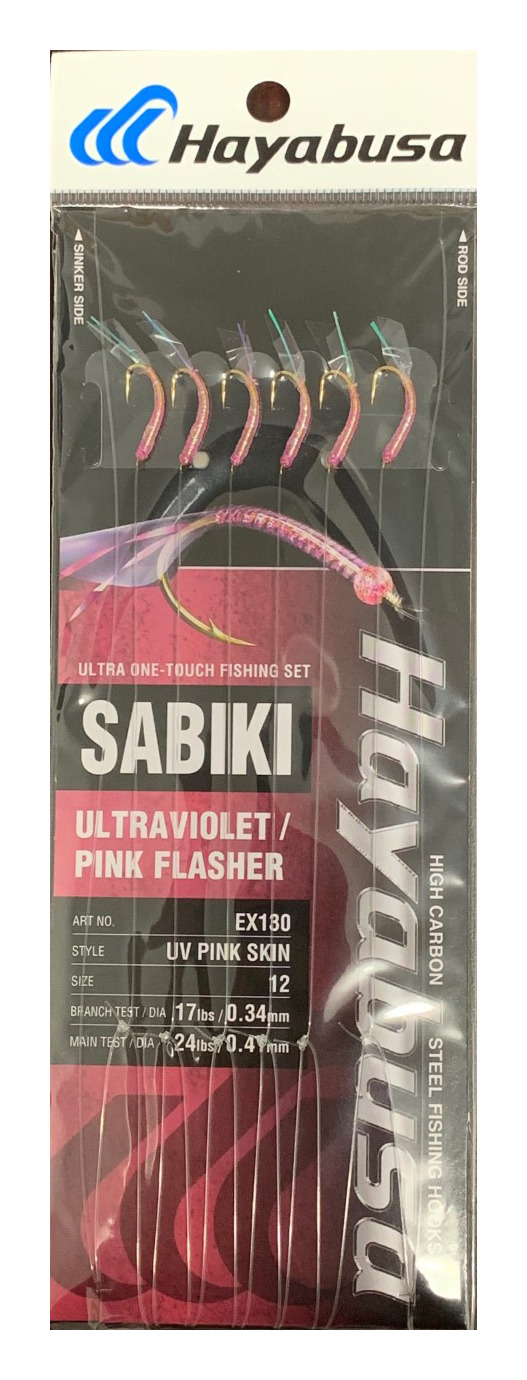 Hayabusa
◄ SINKER SIDE
◄ ROD SIDE
ULTRA ONE-TOUCH FISHING SET
SABIKI
ULTRAVIOLET /
PINK FLASHER
ART NO. EX130
STYLE UV PINK SKIN
SIZE 12
BRANCH TEST / DIA .17lbs / 0.34mm
MAIN TEST / DIA .24lbs / 0.41mm
Hayabusa
HIGH CARBON STEEL FISHING HOOKS